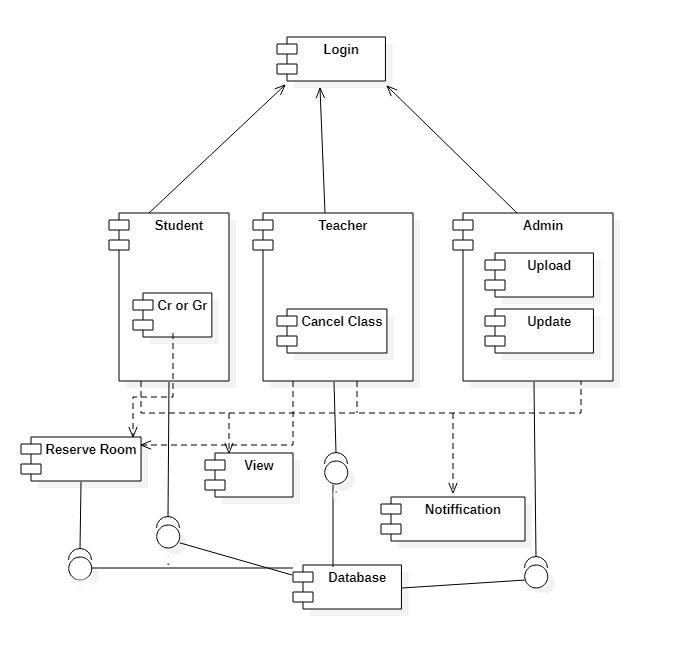 Login
Student
Teacher
Admin
Upload
Cr or Gr
Cancel Class
Update
Reserve Room
View
Notiffication
Database